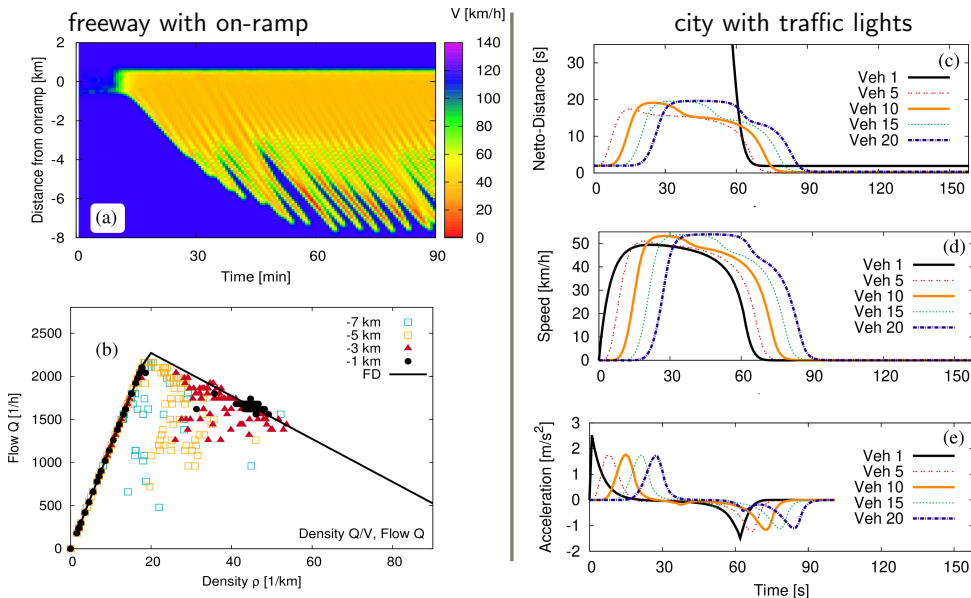 freeway with on-ramp
V [km/h]
2
0
-2
-4
-6
-8
Distance from onramp [km]
(a)
0
30
60
90
Time [min]
140
120
100
80
60
40
20
0
2500
2000
1500
1000
500
0
Flow Q [1/h]
(b)
-7 km
-5 km
-3 km
-1 km
FD
Density Q/V, Flow Q
0
20
40
60
80
Density ρ [1/km]
city with traffic lights
30
20
10
0
Netto-Distance [s]
(c)
Veh 1
Veh 5
Veh 10
Veh 15
Veh 20
0
30
60
90
120
150
50
40
30
20
10
0
Speed [km/h]
(d)
Veh 1
Veh 5
Veh 10
Veh 15
Veh 20
0
30
60
90
120
150
4
3
2
1
0
-1
-2
Acceleration [m/s²]
(e)
Veh 1
Veh 5
Veh 10
Veh 15
Veh 20
0
30
60
90
120
150
Time [s]